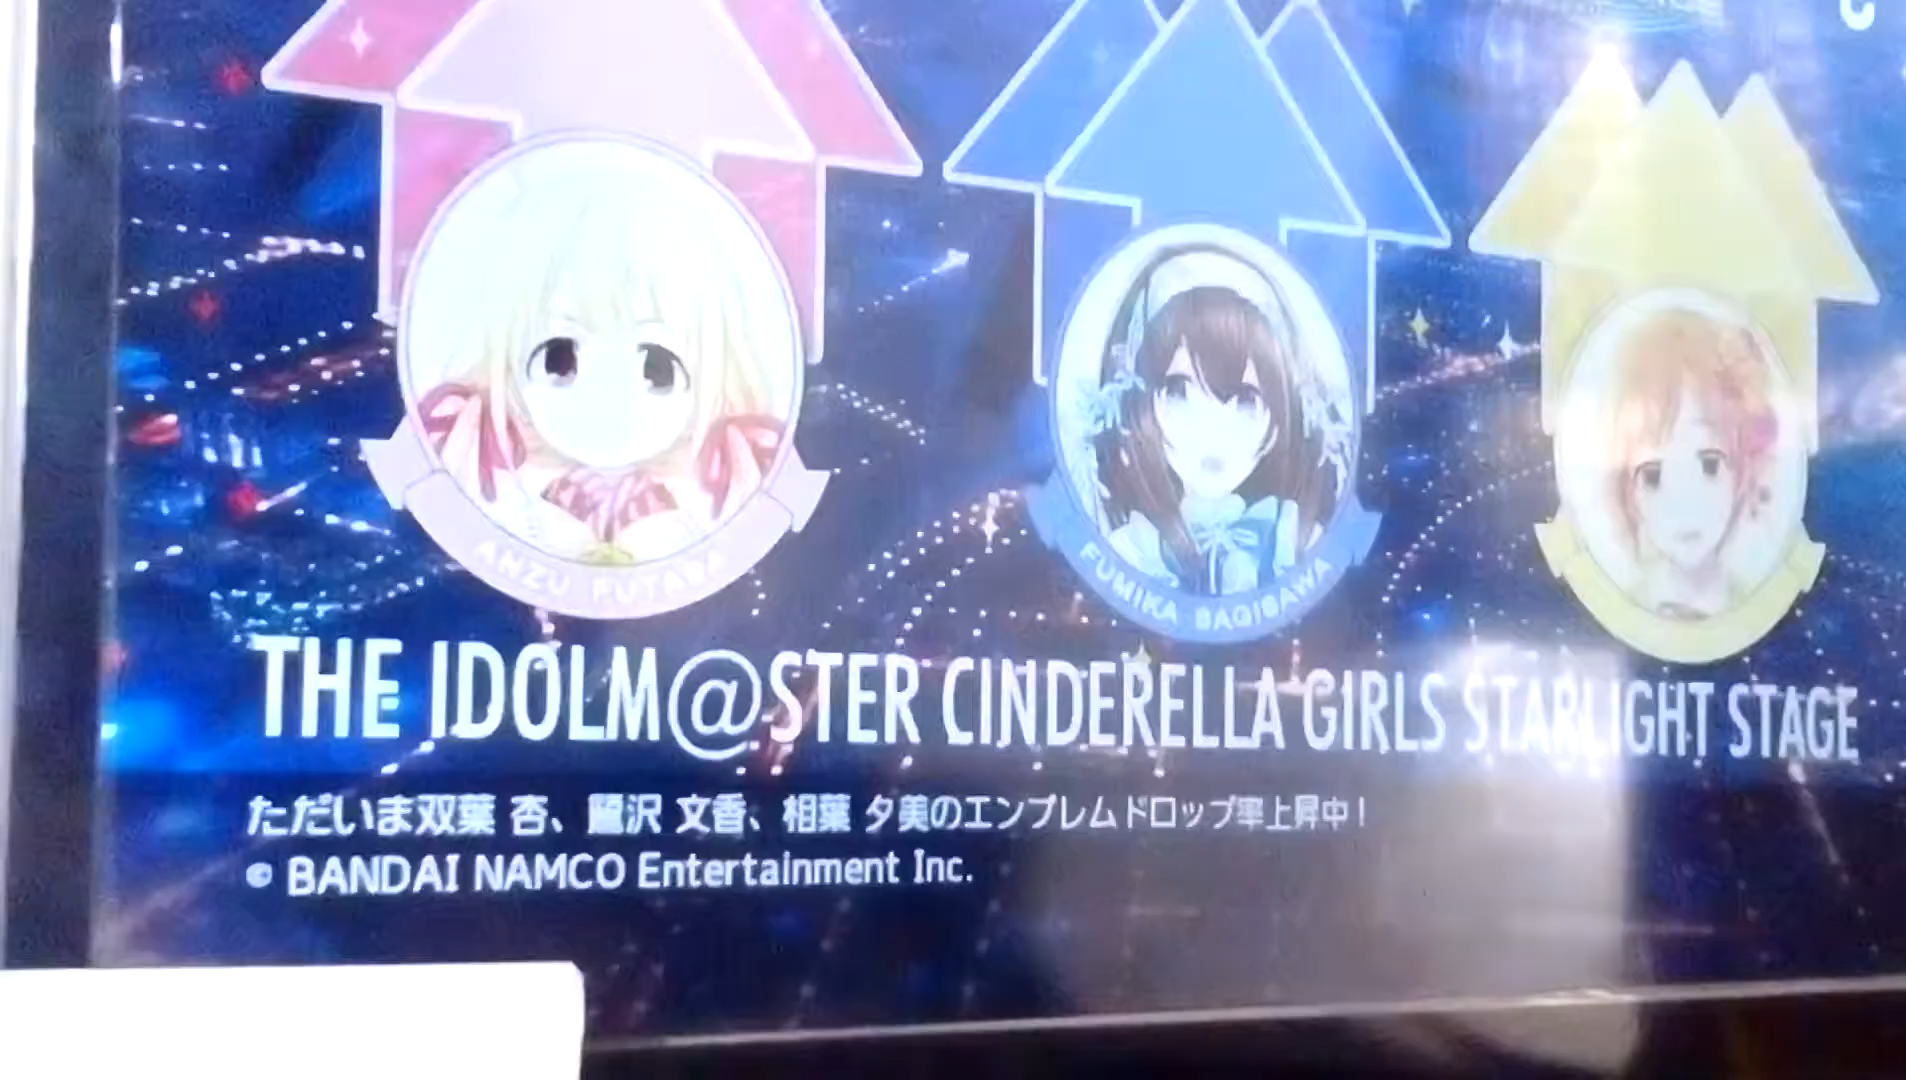 ANZU FUTABA
FUMIKA SAGISAWA
THE IDOLM@STER CINDERELLA GIRLS STARLIGHT STAGE
ただいま双葉 杏、鷺沢 文香、相葉 夕美のエンブレムドロップ率上昇中！
© BANDAI NAMCO Entertainment Inc.